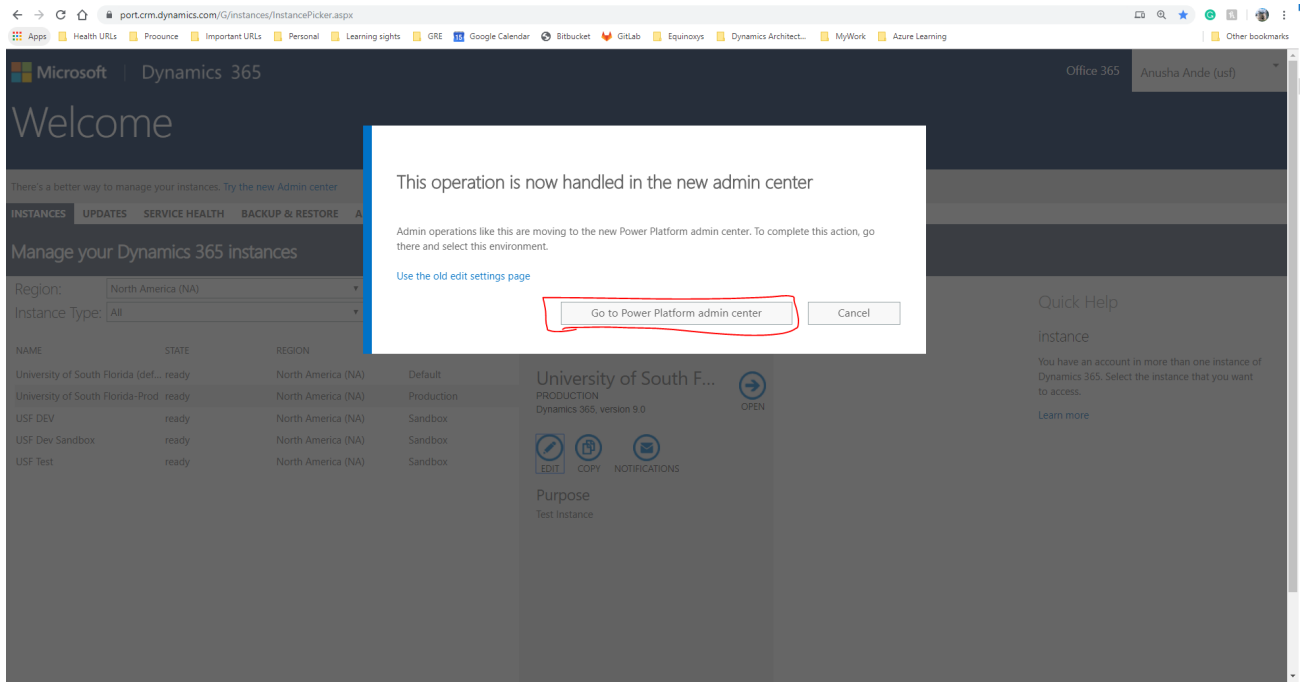 port.crm.dynamics.com/G/instances/InstancePicker.aspx
Apps Health URLs Proounce Important URLs Personal Learning sights GRE 15 Google Calendar Bitbucket GitLab Equinoxys Dynamics Architect... MyWork Azure Learning Other bookmarks
Microsoft Dynamics 365 Office 365 Anusha Ande (usf)
Welcome
There's a better way to manage your instances. Try the new Admin center
INSTANCES UPDATES SERVICE HEALTH BACKUP & RESTORE A
Manage your Dynamics 365 instances
Region: North America (NA)
Instance Type: All
NAME STATE REGION
University of South Florida (def... ready North America (NA) Default
University of South Florida-Prod ready North America (NA) Production
USF DEV ready North America (NA) Sandbox
USF Dev Sandbox ready North America (NA) Sandbox
USF Test ready North America (NA) Sandbox
This operation is now handled in the new admin center
Admin operations like this are moving to the new Power Platform admin center. To complete this action, go
there and select this environment.
Use the old edit settings page
Go to Power Platform admin center Cancel
University of South F...
PRODUCTION
Dynamics 365, version 9.0
OPEN
EDIT COPY NOTIFICATIONS
Purpose
Test Instance
Quick Help
instance
You have an account in more than one instance of
Dynamics 365. Select the instance that you want
to access.
Learn more